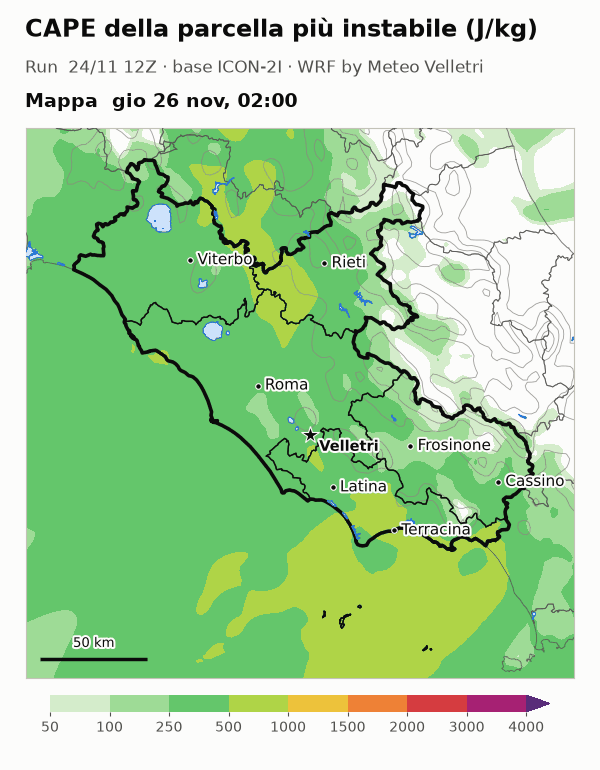 CAPE della parcella più instabile (J/kg)
Run  24/11 12Z · base ICON-2I · WRF by Meteo Velletri
Mappa  gio 26 nov, 02:00
Viterbo
Rieti
Roma
Velletri
Frosinone
Latina
Cassino
Terracina
50 km
50 100 250 500 1000 1500 2000 3000 4000